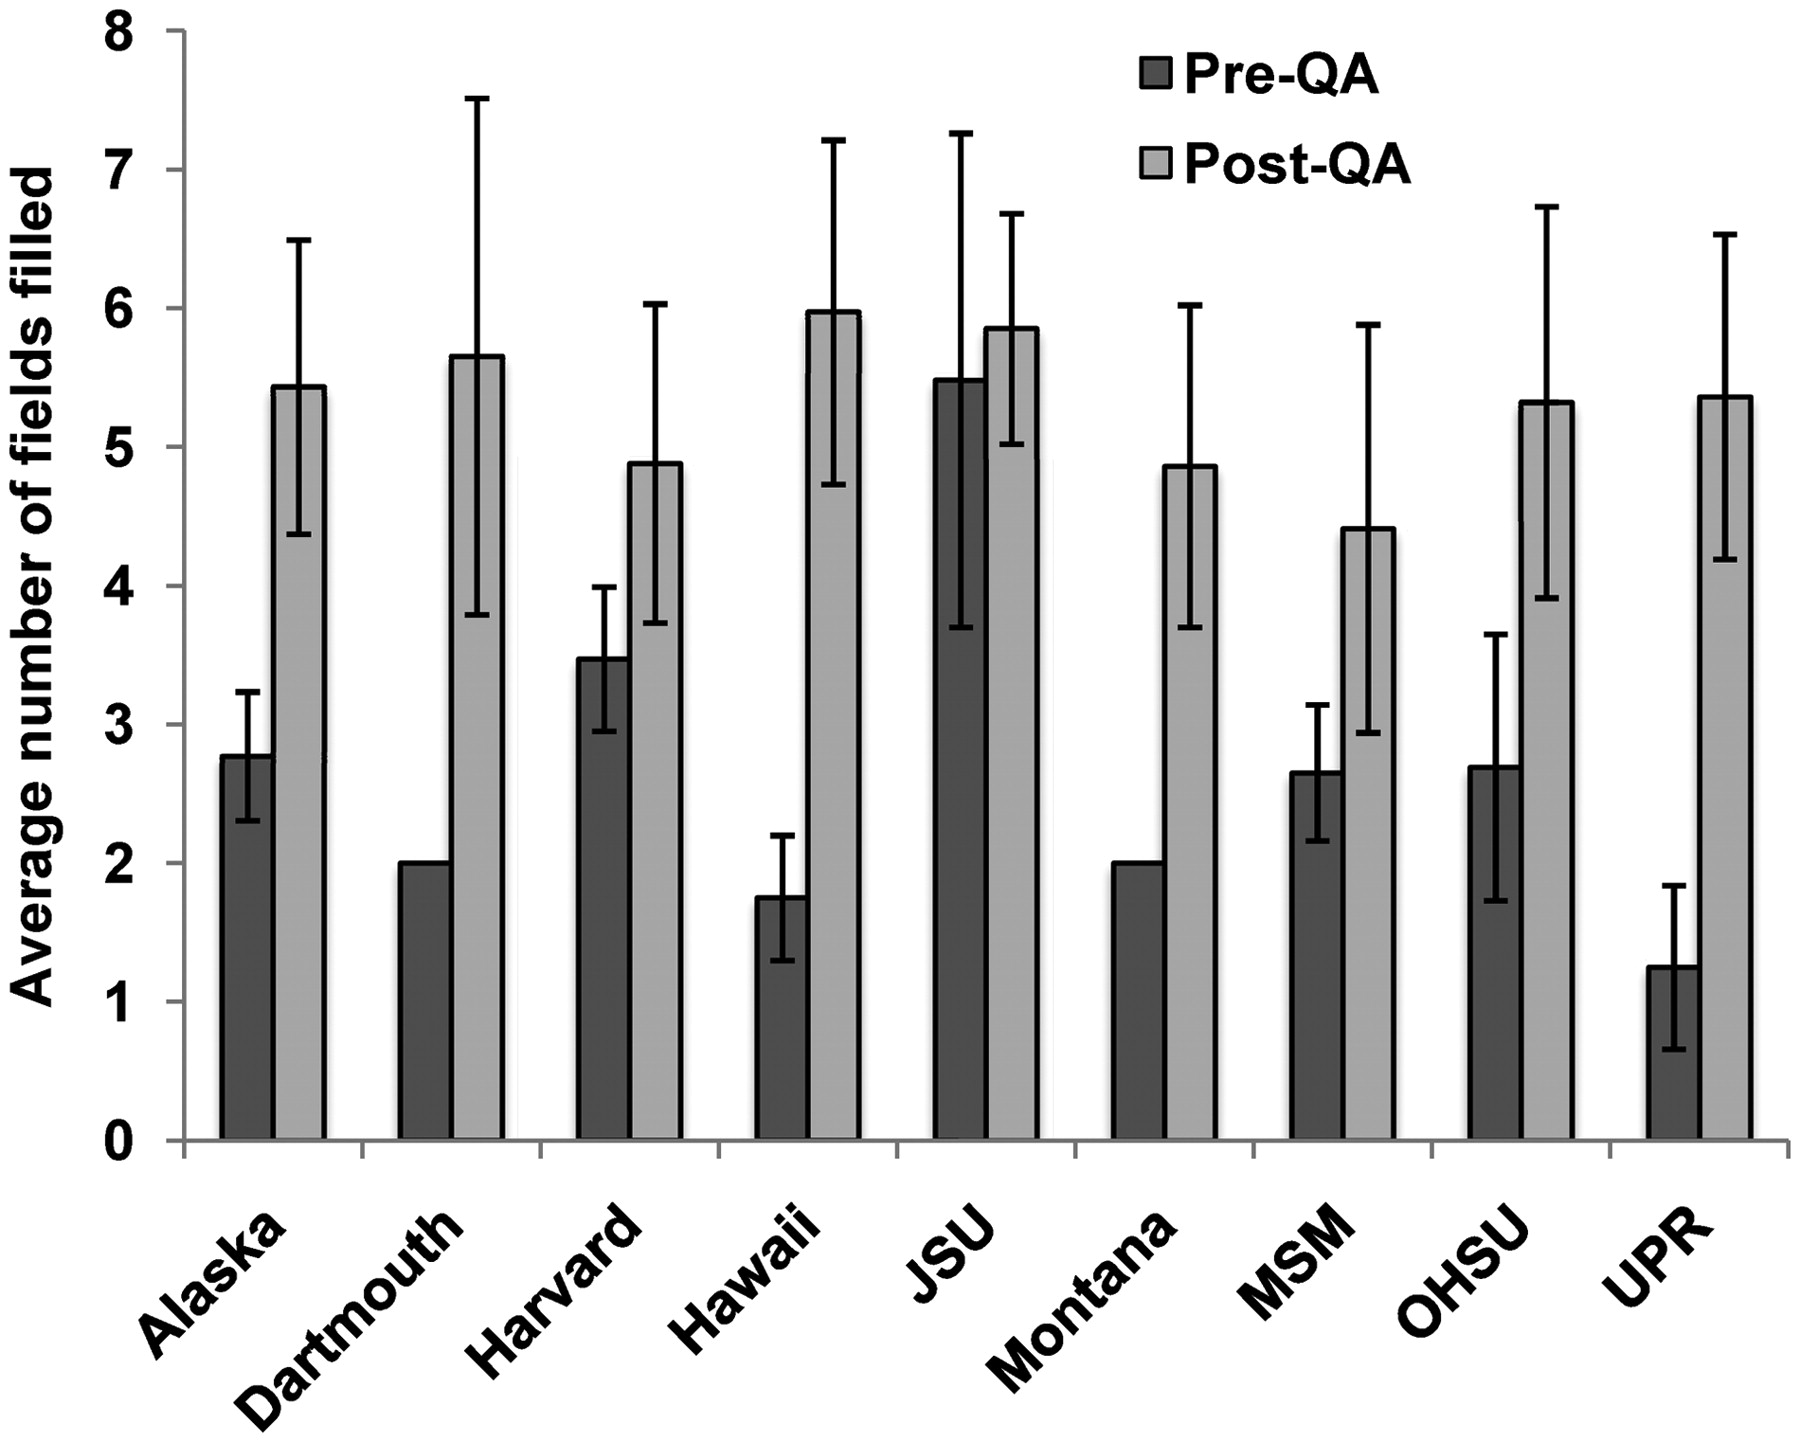 Average number of fields filled
8
7
6
5
4
3
2
1
0
Pre-QA
Post-QA
Alaska
Dartmouth
Harvard
Hawaii
JSU
Montana
MSM
OHSU
UPR